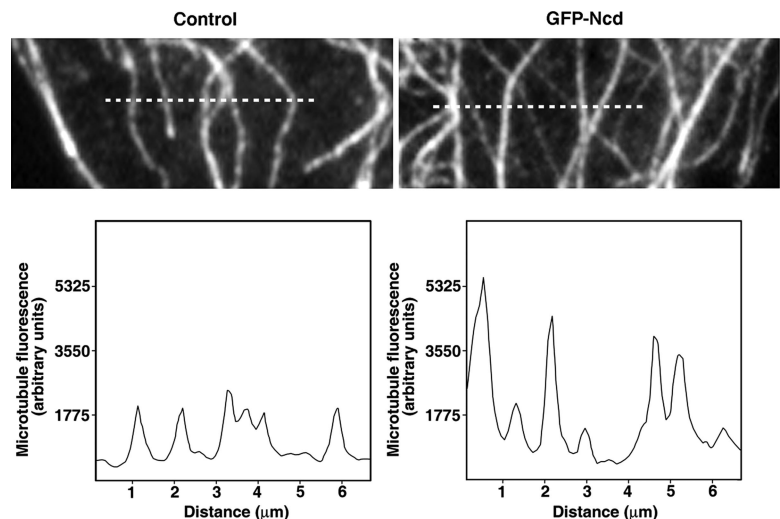 Control
GFP-Ncd
Microtubule fluorescence
(arbitrary units)
5325
3550
1775
1 2 3 4 5 6
Distance (μm)
Microtubule fluorescence
(arbitrary units)
5325
3550
1775
1 2 3 4 5 6
Distance (μm)